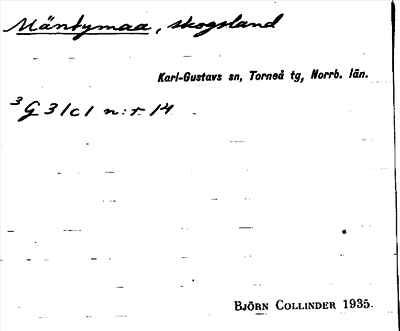 Mäntymaa, skogsland
Karl-Gustavs sn, Torneå tg, Norrb. län.
³G 31c1 n:r 14
BJÖRN COLLINDER 1935.